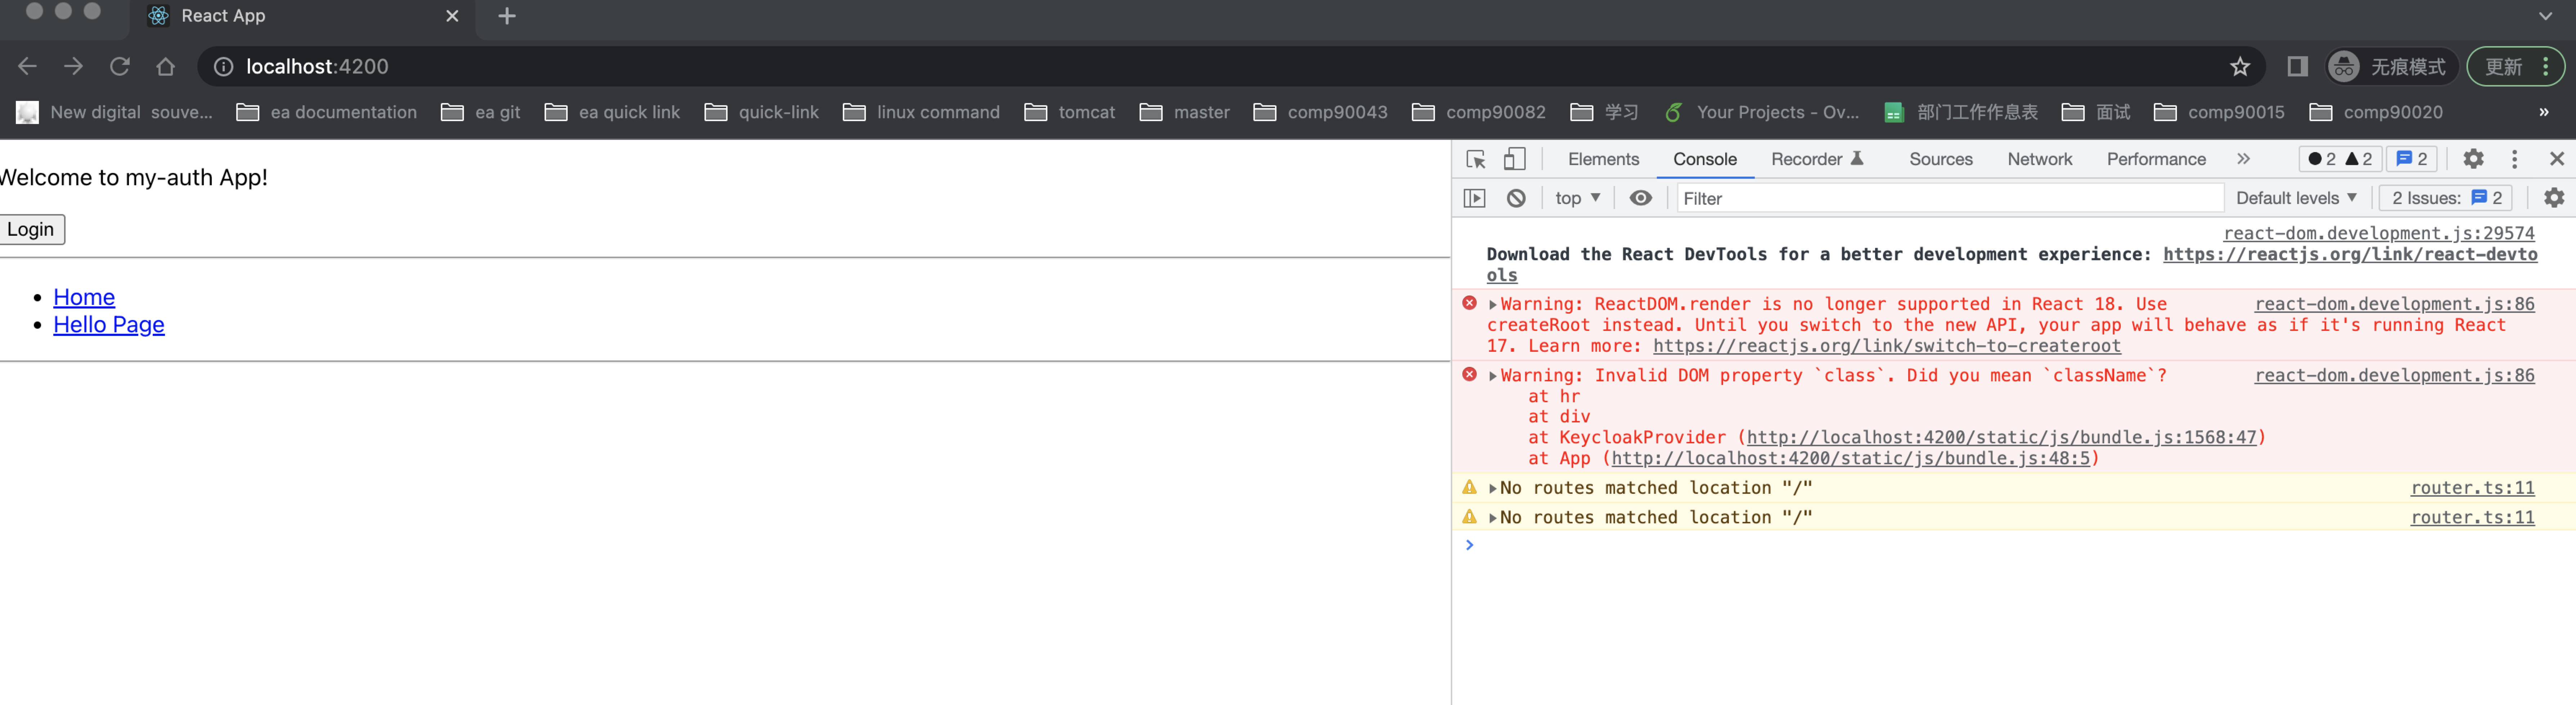 React App
localhost:4200
无痕模式
更新
New digital souve...
ea documentation
ea git
ea quick link
quick-link
linux command
tomcat
master
comp90043
comp90082
学习
Your Projects - Ov...
部门工作作息表
面试
comp90015
comp90020
»
Welcome to my-auth App!
Login
Home
Hello Page
Elements Console Recorder Sources Network Performance » 2 2 2
top Filter Default levels 2 Issues: 2
react-dom.development.js:29574
Download the React DevTools for a better development experience: https://reactjs.org/link/react-devto
ols
Warning: ReactDOM.render is no longer supported in React 18. Use react-dom.development.js:86
createRoot instead. Until you switch to the new API, your app will behave as if it's running React
17. Learn more: https://reactjs.org/link/switch-to-createroot
Warning: Invalid DOM property `class`. Did you mean `className`? react-dom.development.js:86
at hr
at div
at KeycloakProvider (http://localhost:4200/static/js/bundle.js:1568:47)
at App (http://localhost:4200/static/js/bundle.js:48:5)
No routes matched location "/" router.ts:11
No routes matched location "/" router.ts:11